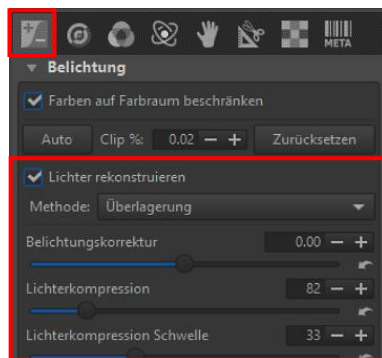 META
Belichtung
Farben auf Farbraum beschränken
Auto Clip %: 0.02 Zurücksetzen
Lichter rekonstruieren
Methode: Überlagerung
Belichtungskorrektur 0.00
Lichterkompression 82
Lichterkompression Schwelle 33